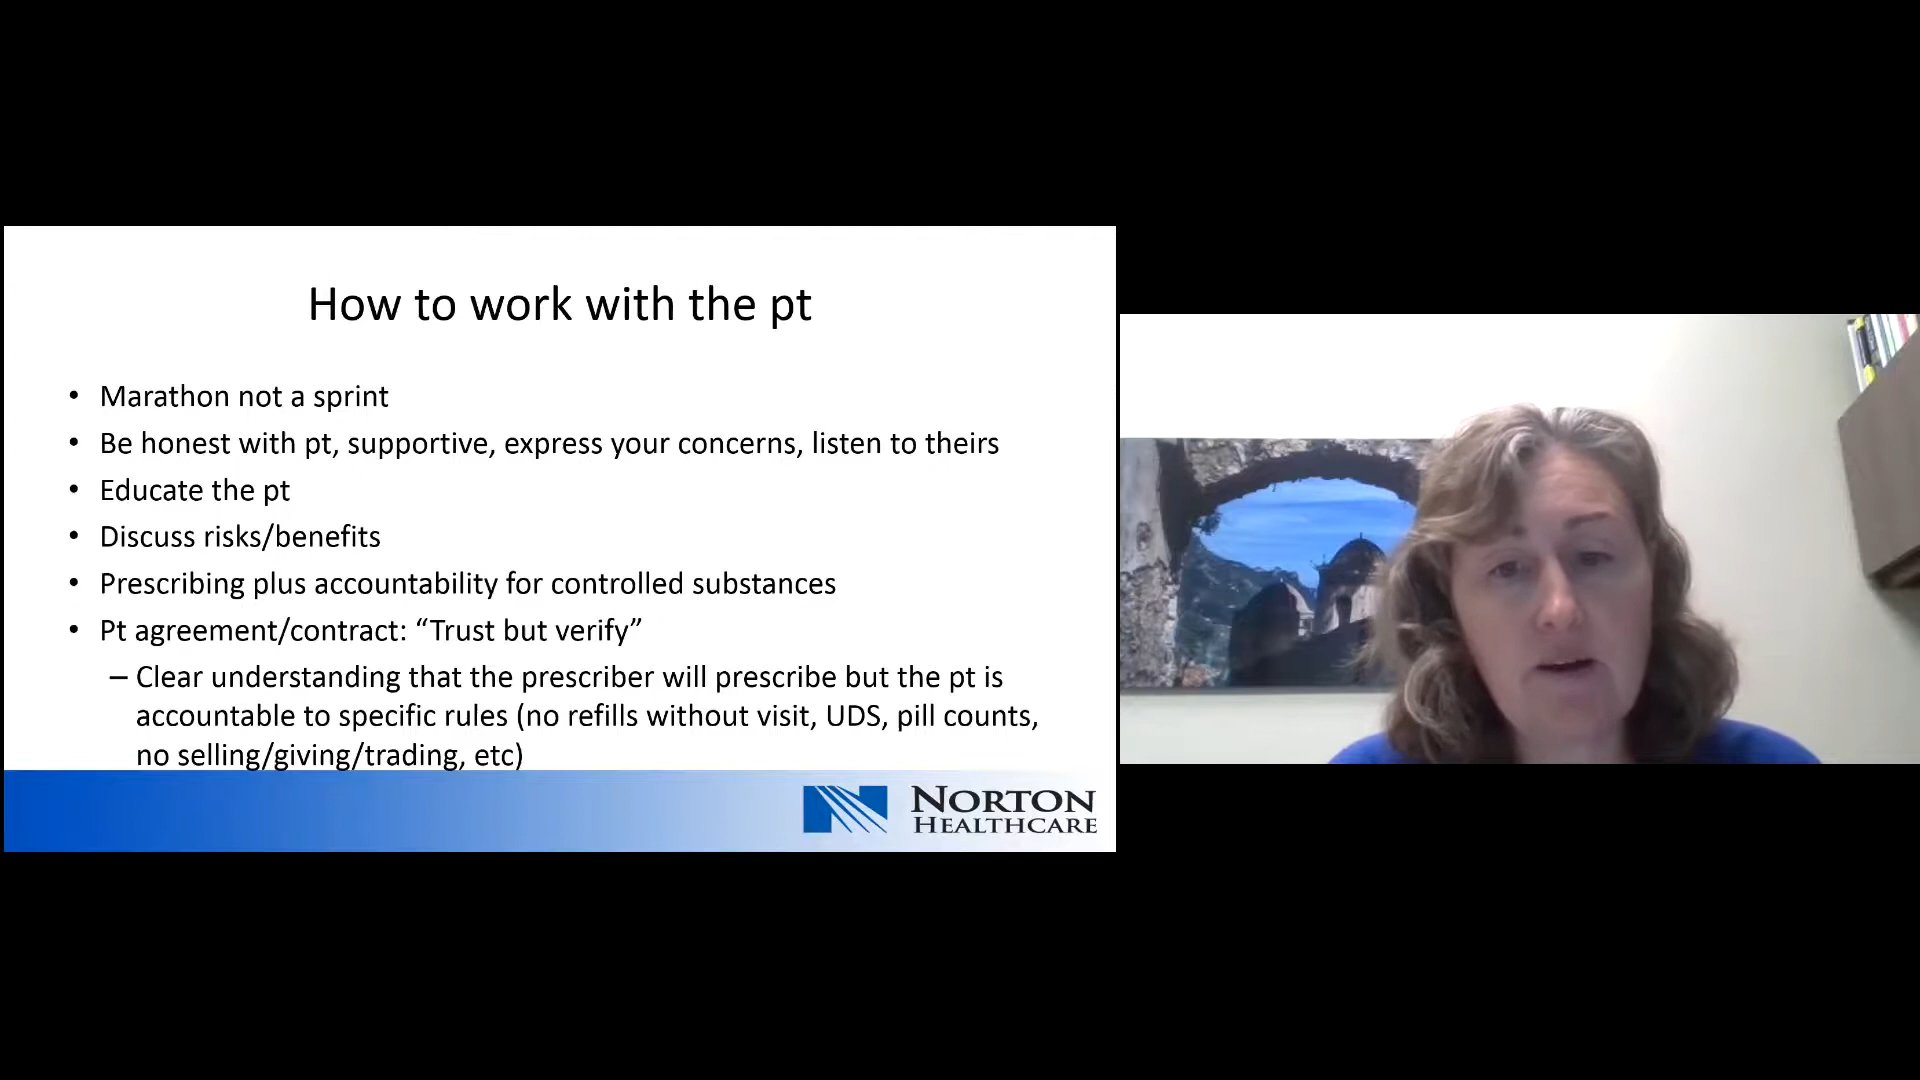 How to work with the pt
• Marathon not a sprint
• Be honest with pt, supportive, express your concerns, listen to theirs
• Educate the pt
• Discuss risks/benefits
• Prescribing plus accountability for controlled substances
• Pt agreement/contract: “Trust but verify”
– Clear understanding that the prescriber will prescribe but the pt is
accountable to specific rules (no refills without visit, UDS, pill counts,
no selling/giving/trading, etc)
NORTON
HEALTHCARE